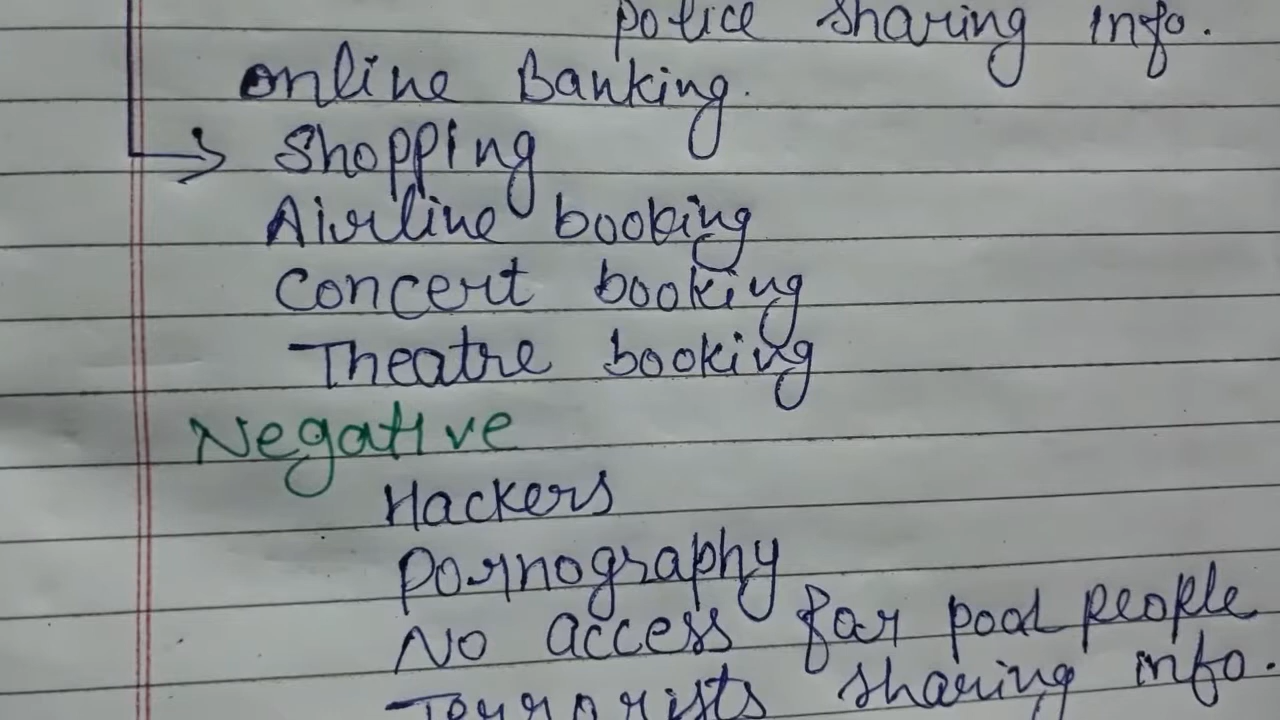 police sharing info.
online Banking.
Shopping
Airline booking
Concert booking
Theatre booking
Negative
Hackers
Pornography
No access for poor people
Terrorists sharing info.